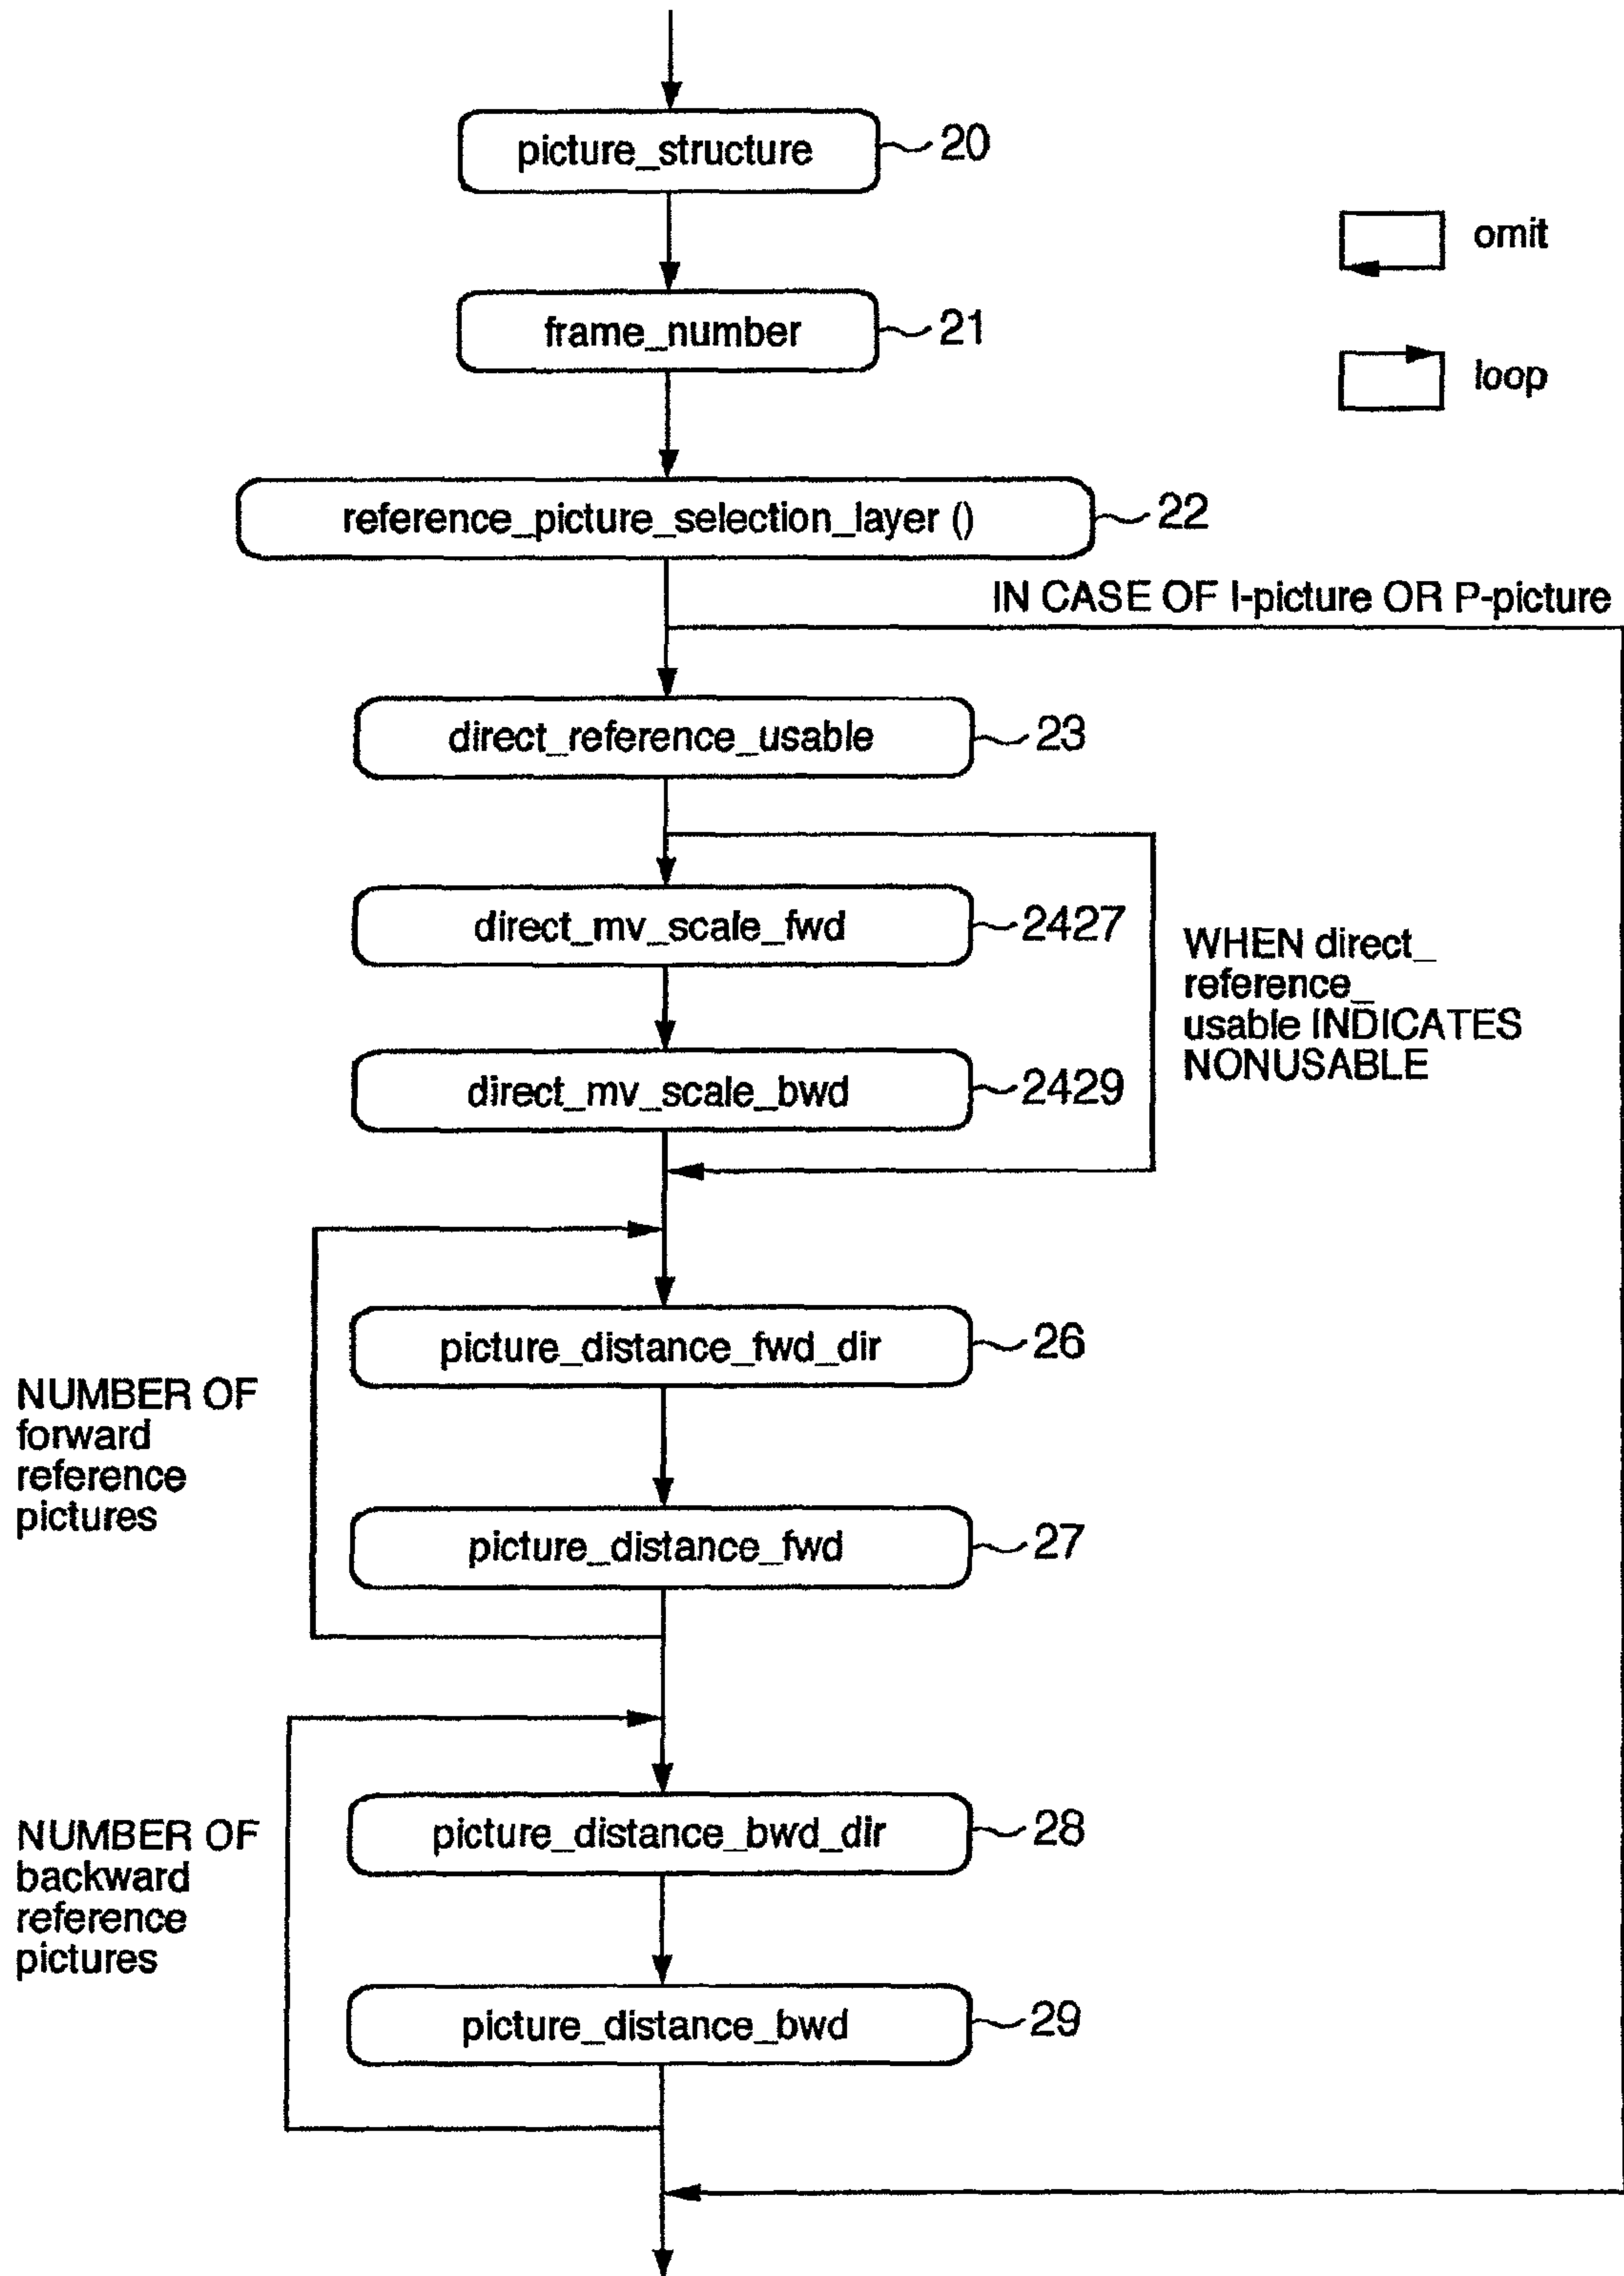 picture_structure
20
omit
frame_number
21
loop
reference_picture_selection_layer ()
22
IN CASE OF I-picture OR P-picture
direct_reference_usable
23
direct_mv_scale_fwd
2427
WHEN direct_
reference_
usable INDICATES
NONUSABLE
direct_mv_scale_bwd
2429
picture_distance_fwd_dir
26
NUMBER OF
forward
reference
pictures
picture_distance_fwd
27
picture_distance_bwd_dir
28
NUMBER OF
backward
reference
pictures
picture_distance_bwd
29